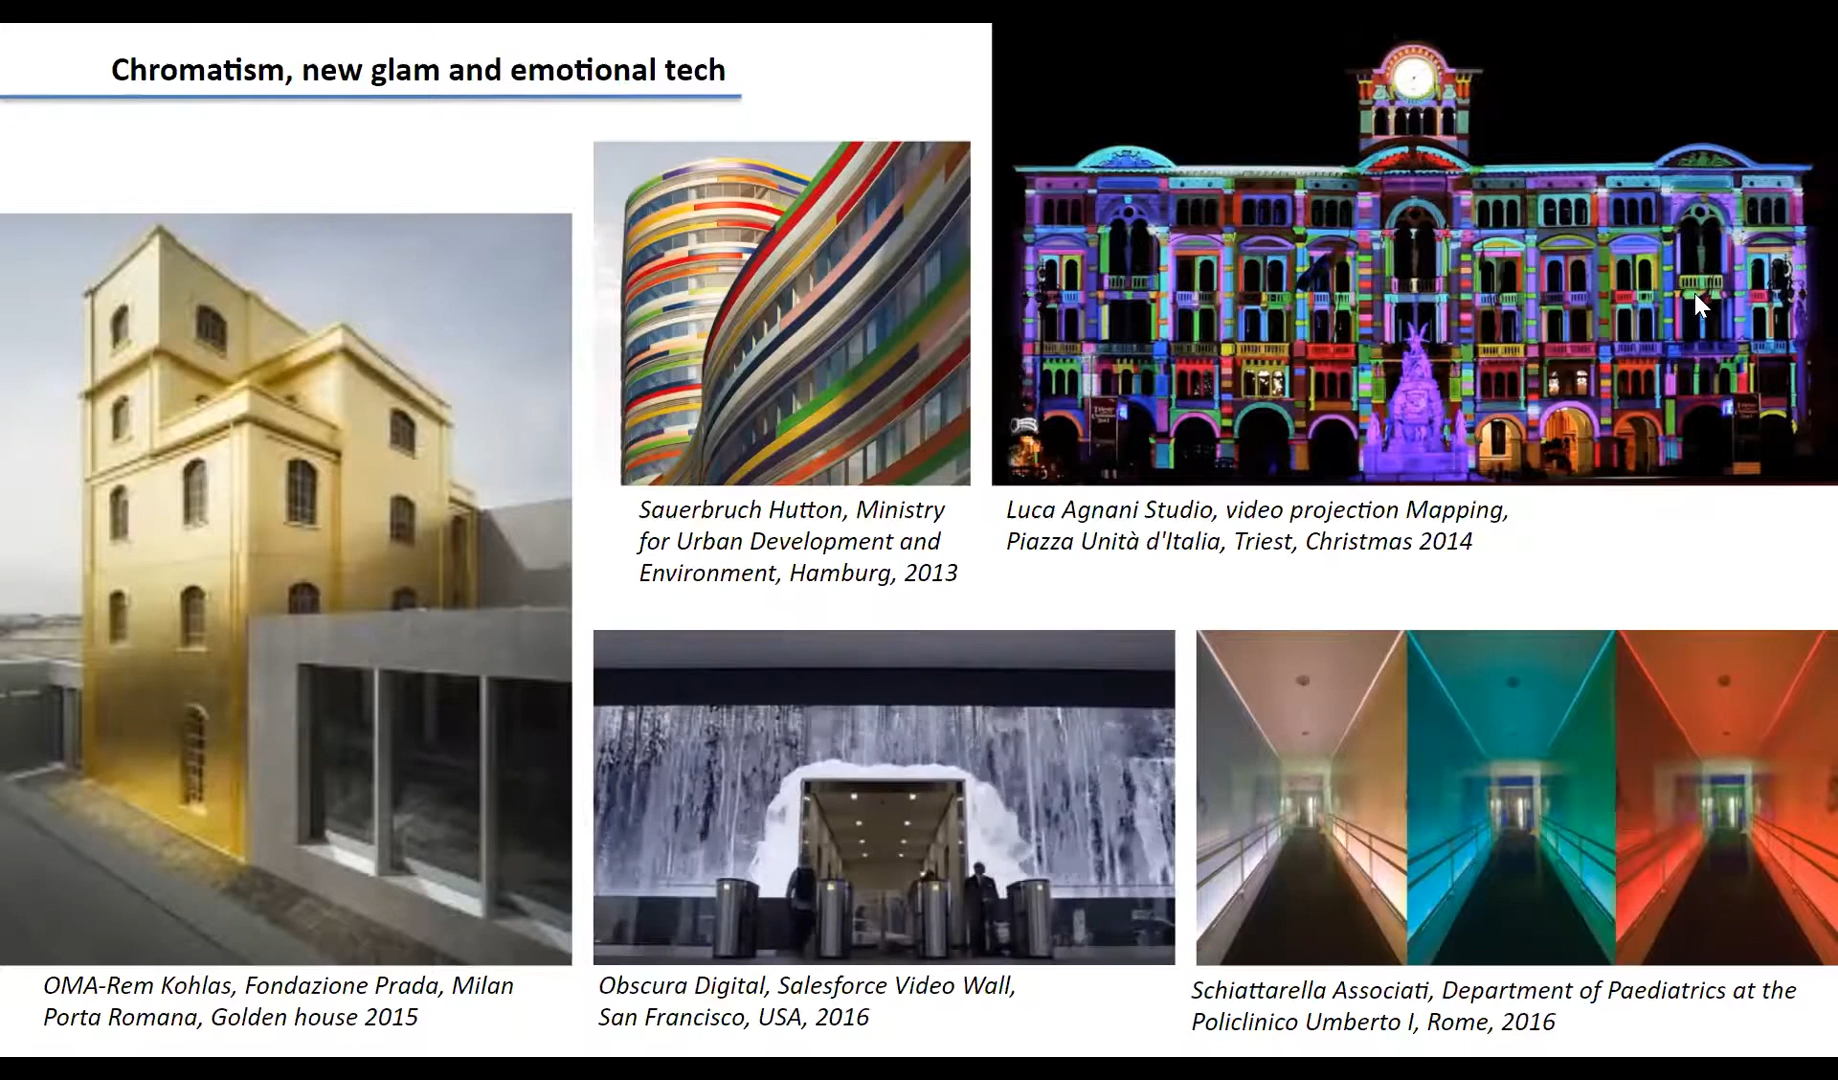 Chromatism, new glam and emotional tech
Sauerbruch Hutton, Ministry
for Urban Development and
Environment, Hamburg, 2013
Luca Agnani Studio, video projection Mapping,
Piazza Unità d'Italia, Triest, Christmas 2014
OMA-Rem Kohlas, Fondazione Prada, Milan
Porta Romana, Golden house 2015
Obscura Digital, Salesforce Video Wall,
San Francisco, USA, 2016
Schiattarella Associati, Department of Paediatrics at the
Policlinico Umberto I, Rome, 2016